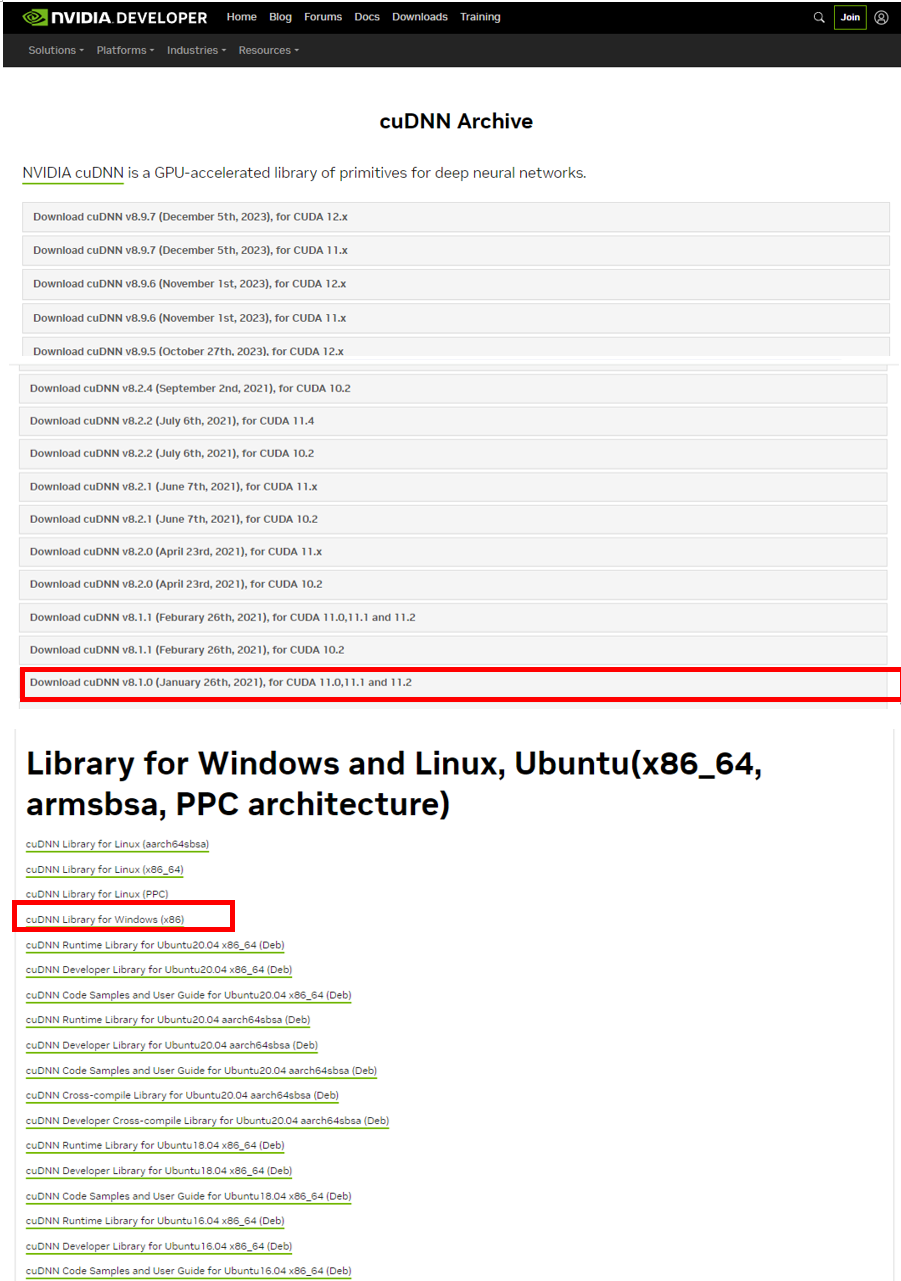 NVIDIA. DEVELOPER Home Blog Forums Docs Downloads Training Join
Solutions Platforms Industries Resources
cuDNN Archive
NVIDIA cuDNN is a GPU-accelerated library of primitives for deep neural networks.
Download cuDNN v8.9.7 (December 5th, 2023), for CUDA 12.x
Download cuDNN v8.9.7 (December 5th, 2023), for CUDA 11.x
Download cuDNN v8.9.6 (November 1st, 2023), for CUDA 12.x
Download cuDNN v8.9.6 (November 1st, 2023), for CUDA 11.x
Download cuDNN v8.9.5 (October 27th, 2023), for CUDA 12.x
Download cuDNN v8.2.4 (September 2nd, 2021), for CUDA 10.2
Download cuDNN v8.2.2 (July 6th, 2021), for CUDA 11.4
Download cuDNN v8.2.2 (July 6th, 2021), for CUDA 10.2
Download cuDNN v8.2.1 (June 7th, 2021), for CUDA 11.x
Download cuDNN v8.2.1 (June 7th, 2021), for CUDA 10.2
Download cuDNN v8.2.0 (April 23rd, 2021), for CUDA 11.x
Download cuDNN v8.2.0 (April 23rd, 2021), for CUDA 10.2
Download cuDNN v8.1.1 (Feburary 26th, 2021), for CUDA 11.0,11.1 and 11.2
Download cuDNN v8.1.1 (Feburary 26th, 2021), for CUDA 10.2
Download cuDNN v8.1.0 (January 26th, 2021), for CUDA 11.0,11.1 and 11.2
Library for Windows and Linux, Ubuntu(x86_64,
armsbsa, PPC architecture)
cuDNN Library for Linux (aarch64sbsa)
cuDNN Library for Linux (x86_64)
cuDNN Library for Linux (PPC)
cuDNN Library for Windows (x86)
cuDNN Runtime Library for Ubuntu20.04 x86_64 (Deb)
cuDNN Developer Library for Ubuntu20.04 x86_64 (Deb)
cuDNN Code Samples and User Guide for Ubuntu20.04 x86_64 (Deb)
cuDNN Runtime Library for Ubuntu20.04 aarch64sbsa (Deb)
cuDNN Developer Library for Ubuntu20.04 aarch64sbsa (Deb)
cuDNN Code Samples and User Guide for Ubuntu20.04 aarch64sbsa (Deb)
cuDNN Cross-compile Library for Ubuntu20.04 aarch64sbsa (Deb)
cuDNN Developer Cross-compile Library for Ubuntu20.04 aarch64sbsa (Deb)
cuDNN Runtime Library for Ubuntu18.04 x86_64 (Deb)
cuDNN Developer Library for Ubuntu18.04 x86_64 (Deb)
cuDNN Code Samples and User Guide for Ubuntu18.04 x86_64 (Deb)
cuDNN Runtime Library for Ubuntu16.04 x86_64 (Deb)
cuDNN Developer Library for Ubuntu16.04 x86_64 (Deb)
cuDNN Code Samples and User Guide for Ubuntu16.04 x86_64 (Deb)